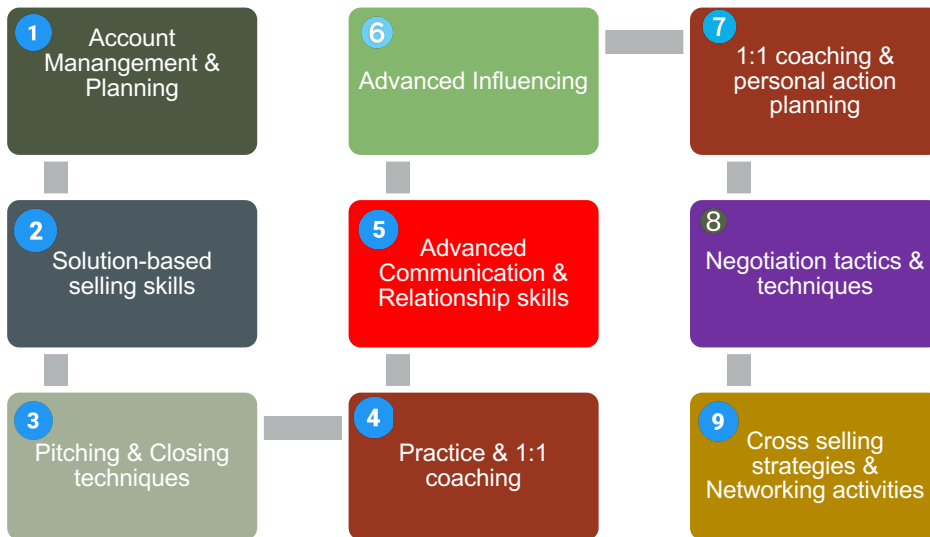 1
Account
Manangement &
Planning
2
Solution-based
selling skills
3
Pitching & Closing
techniques
4
Practice & 1:1
coaching
5
Advanced
Communication &
Relationship skills
6
Advanced Influencing
7
1:1 coaching &
personal action
planning
8
Negotiation tactics &
techniques
9
Cross selling
strategies &
Networking activities